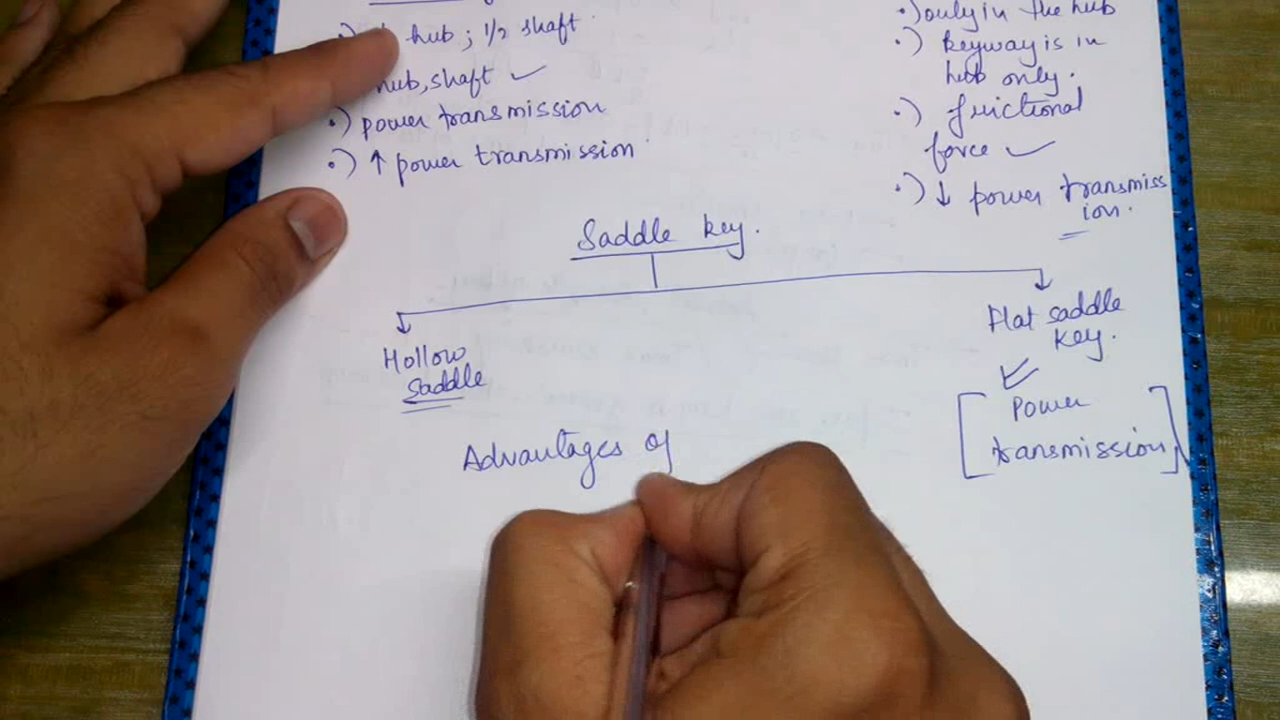 hub ; 1/2 shaft
hub, shaft ✓
•) power transmission
•) ↑ power transmission
•) only in the hub
•) keyway is in
hub only.
•) frictional
force ✓
•) ↓ power transmiss
ion.
Saddle key.
Hollow
saddle
Flat saddle
key.
Power
transmission
Advantages of